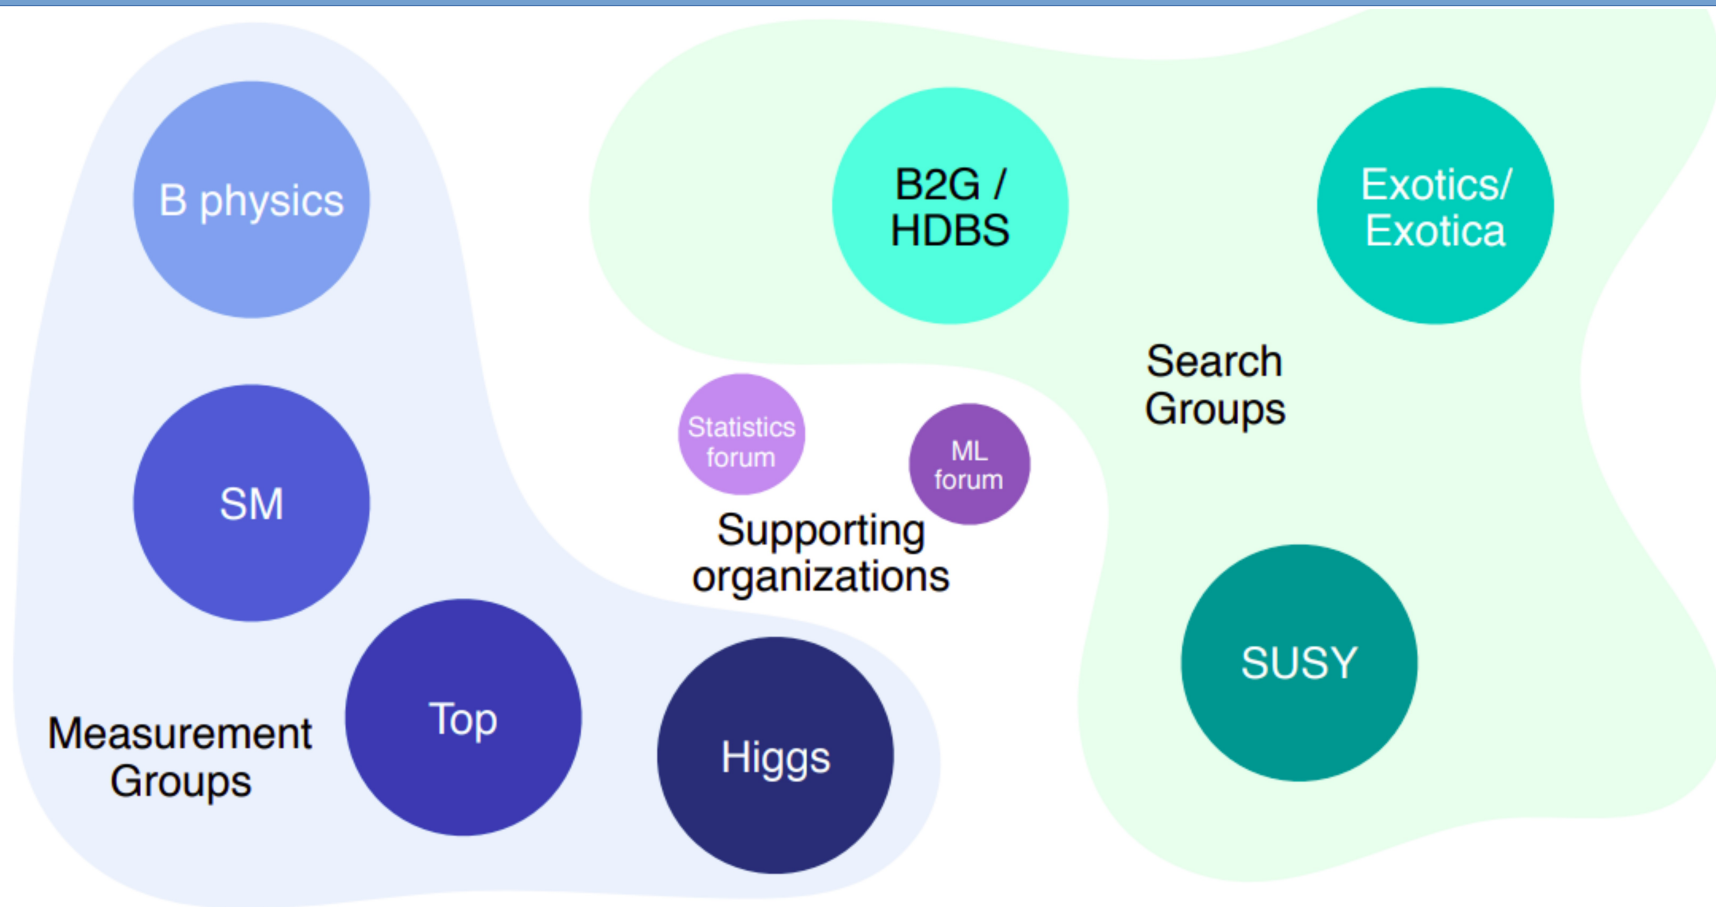 B physics
SM
Top
Higgs
Measurement
Groups
B2G /
HDBS
Exotics/
Exotica
Search
Groups
SUSY
Statistics
forum
ML
forum
Supporting
organizations